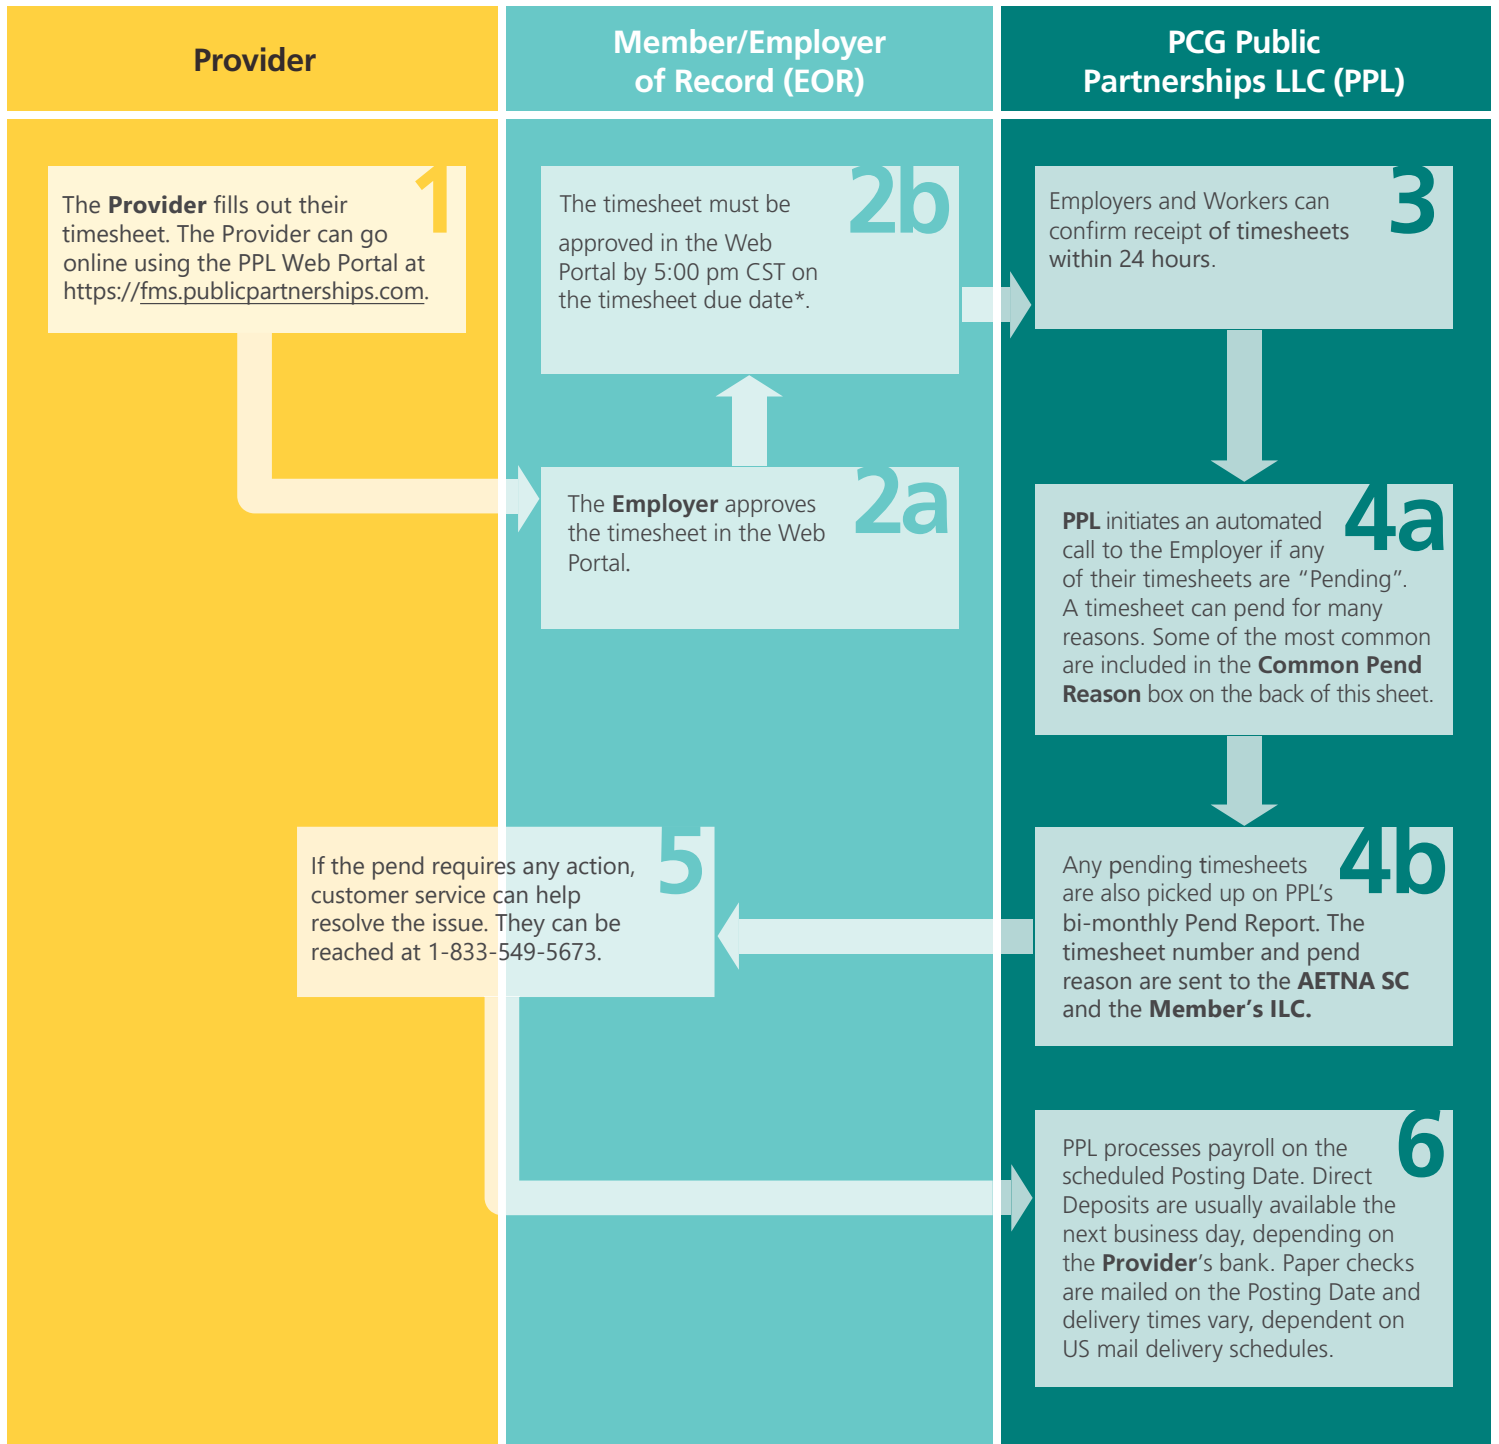 Provider
Member/Employer
of Record (EOR)
PCG Public
Partnerships LLC (PPL)
1
The Provider fills out their
timesheet. The Provider can go
online using the PPL Web Portal at
https://fms.publicpartnerships.com.
2a
The Employer approves
the timesheet in the Web
Portal.
2b
The timesheet must be
approved in the Web
Portal by 5:00 pm CST on
the timesheet due date*.
3
Employers and Workers can
confirm receipt of timesheets
within 24 hours.
4a
PPL initiates an automated
call to the Employer if any
of their timesheets are “Pending”.
A timesheet can pend for many
reasons. Some of the most common
are included in the Common Pend
Reason box on the back of this sheet.
4b
Any pending timesheets
are also picked up on PPL’s
bi-monthly Pend Report. The
timesheet number and pend
reason are sent to the AETNA SC
and the Member’s ILC.
5
If the pend requires any action,
customer service can help
resolve the issue. They can be
reached at 1-833-549-5673.
6
PPL processes payroll on the
scheduled Posting Date. Direct
Deposits are usually available the
next business day, depending on
the Provider’s bank. Paper checks
are mailed on the Posting Date and
delivery times vary, dependent on
US mail delivery schedules.